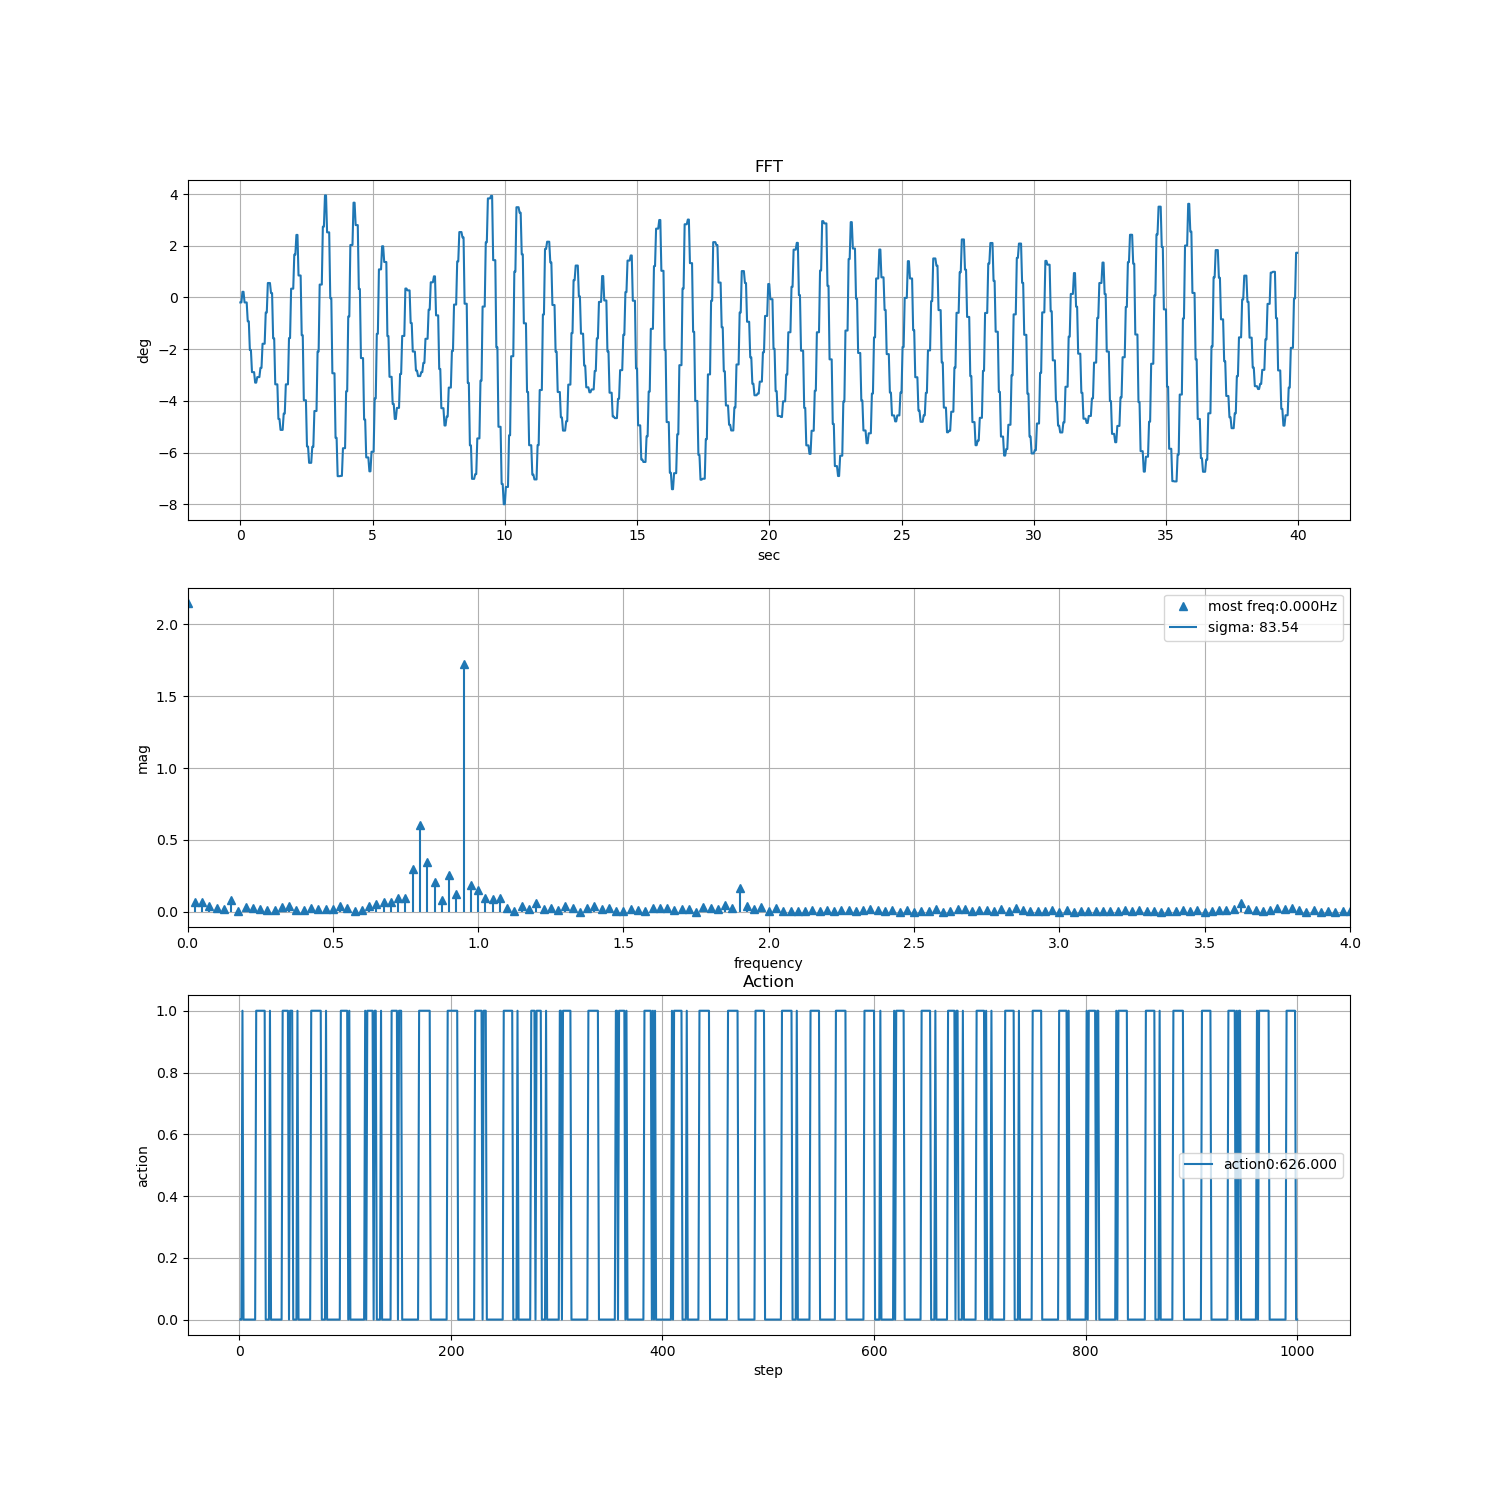 FFT
4
2
0
−2
−4
−6
−8
deg
0 5 10 15 20 25 30 35 40
sec
most freq:0.000Hz
sigma: 83.54
2.0
1.5
1.0
0.5
0.0
mag
0.0 0.5 1.0 1.5 2.0 2.5 3.0 3.5 4.0
frequency
Action
1.0
0.8
0.6
0.4
0.2
0.0
action
action0:626.000
0 200 400 600 800 1000
step